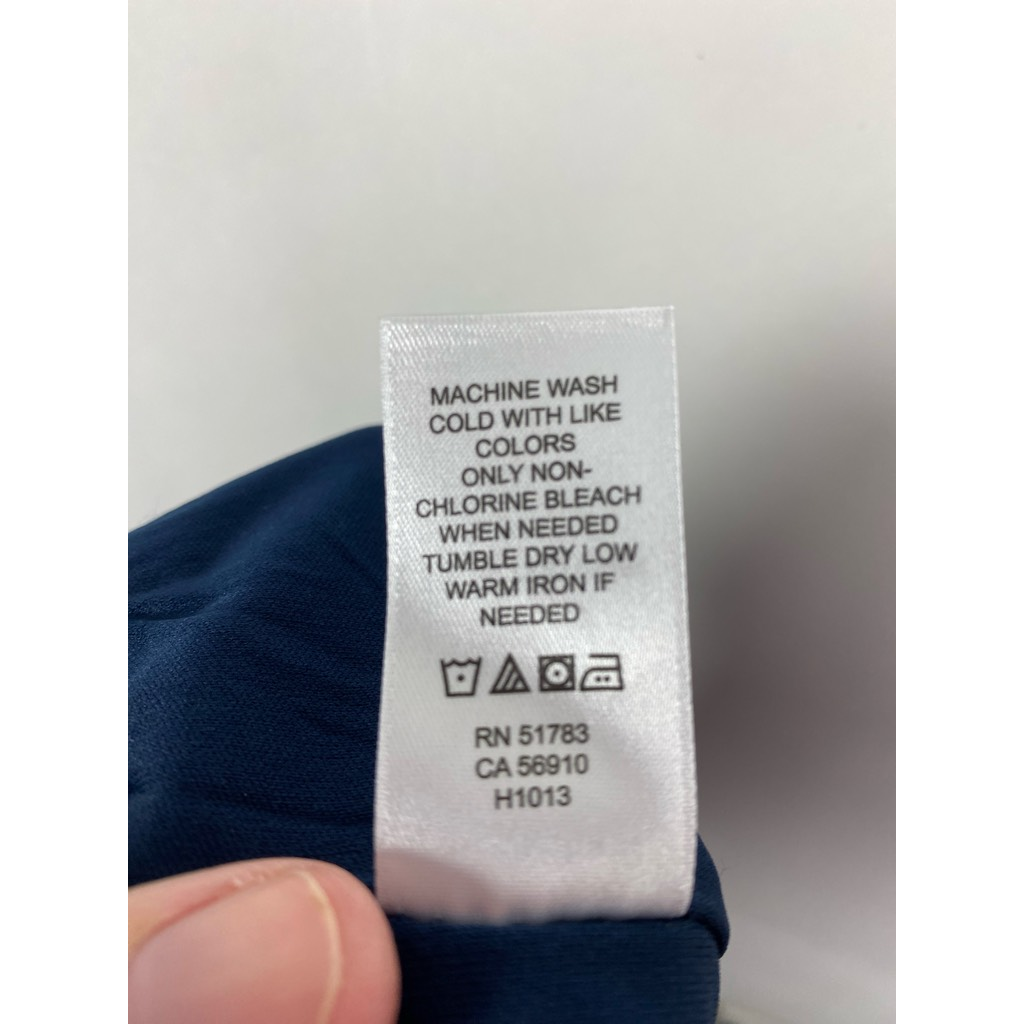 MACHINE WASH
COLD WITH LIKE
COLORS
ONLY NON-
CHLORINE BLEACH
WHEN NEEDED
TUMBLE DRY LOW
WARM IRON IF
NEEDED
RN 51783
CA 56910
H1013